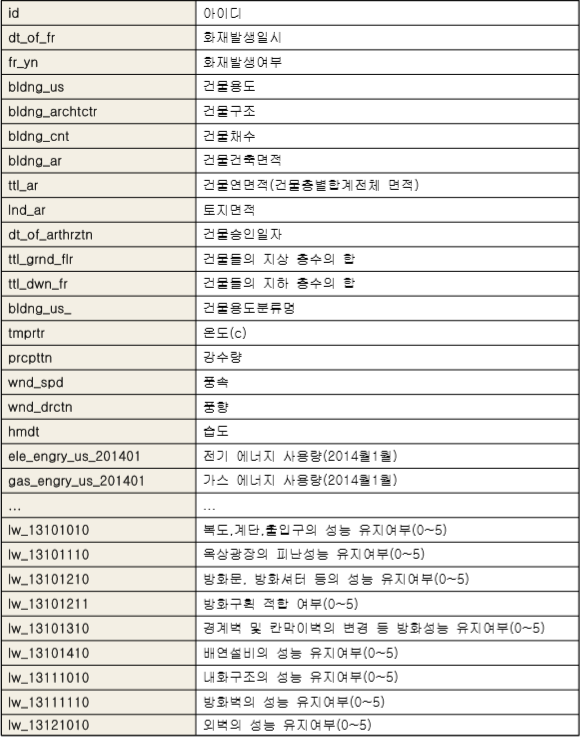 id 아이디
dt_of_fr 화재발생일시
fr_yn 화재발생여부
bldng_us 건물용도
bldng_archtctr 건물구조
bldng_cnt 건물채수
bldng_ar 건물건축면적
ttl_ar 건물연면적(건물층별합계전체 면적)
lnd_ar 토지면적
dt_of_arthrztn 건물승인일자
ttl_grnd_flr 건물들의 지상 층수의 합
ttl_dwn_fr 건물들의 지하 층수의 합
bldng_us_ 건물용도분류명
tmprtr 온도(c)
prcpttn 강수량
wnd_spd 풍속
wnd_drctn 풍향
hmdt 습도
ele_engry_us_201401 전기 에너지 사용량(2014월1월)
gas_engry_us_201401 가스 에너지 사용량(2014월1월)
... ...
lw_13101010 복도,계단,출입구의 성능 유지여부(0~5)
lw_13101110 옥상광장의 피난성능 유지여부(0~5)
lw_13101210 방화문, 방화셔터 등의 성능 유지여부(0~5)
lw_13101211 방화구획 적합 여부(0~5)
lw_13101310 경계벽 및 칸막이벽의 변경 등 방화성능 유지여부(0~5)
lw_13101410 배연설비의 성능 유지여부(0~5)
lw_13111010 내화구조의 성능 유지여부(0~5)
lw_13111110 방화벽의 성능 유지여부(0~5)
lw_13121010 외벽의 성능 유지여부(0~5)